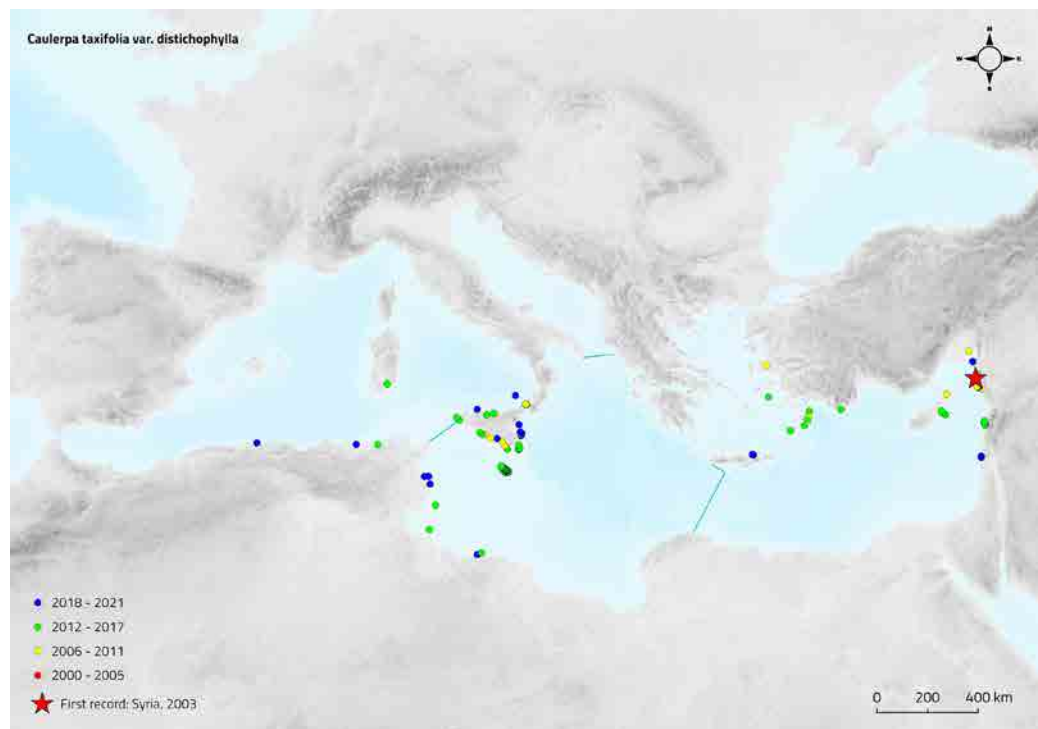 Caulerpa taxifolia var. distichophylla
N
W E
S
2018 - 2021
2012 - 2017
2006 - 2011
2000 - 2005
First record: Syria, 2003
0 200 400 km